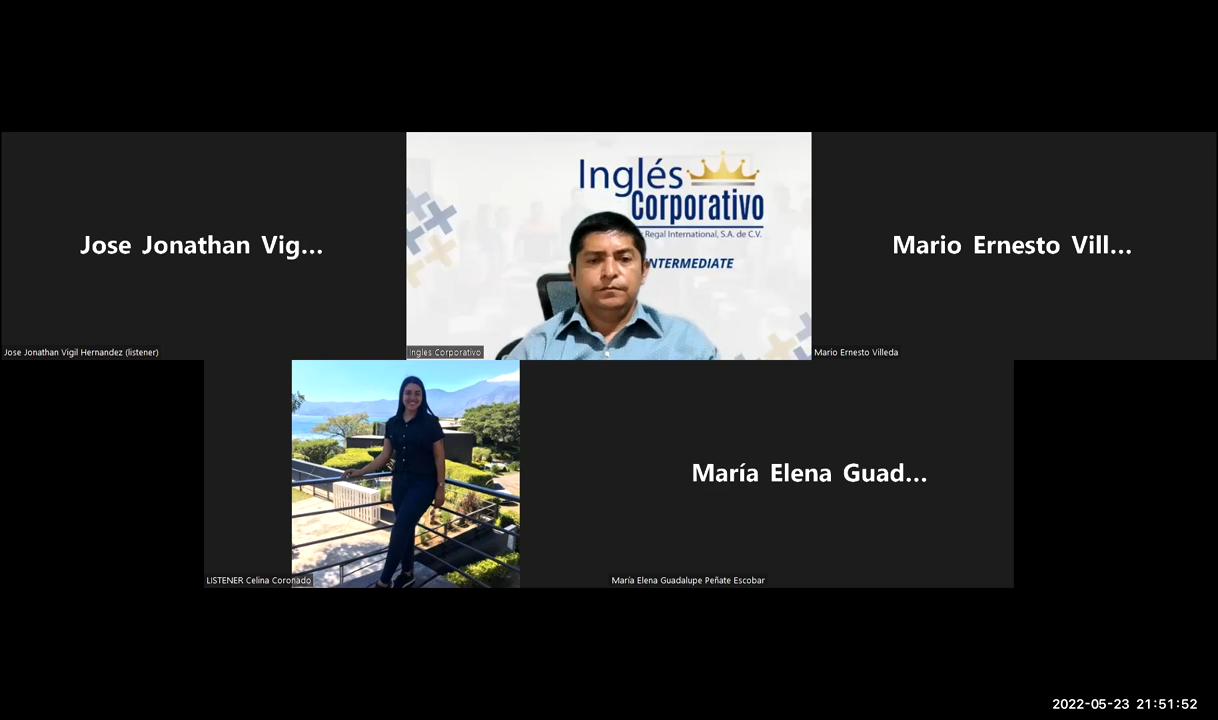 Jose Jonathan Vig...
Jose Jonathan Vigil Hernandez (listener)
Inglés
Corporativo
Regal International, S.A. de C.V.
INTERMEDIATE
Ingles Corporativo
Mario Ernesto Vill...
Mario Ernesto Villeda
LISTENER Celina Coronado
María Elena Guad...
María Elena Guadalupe Peñate Escobar
2022-05-23 21:51:52